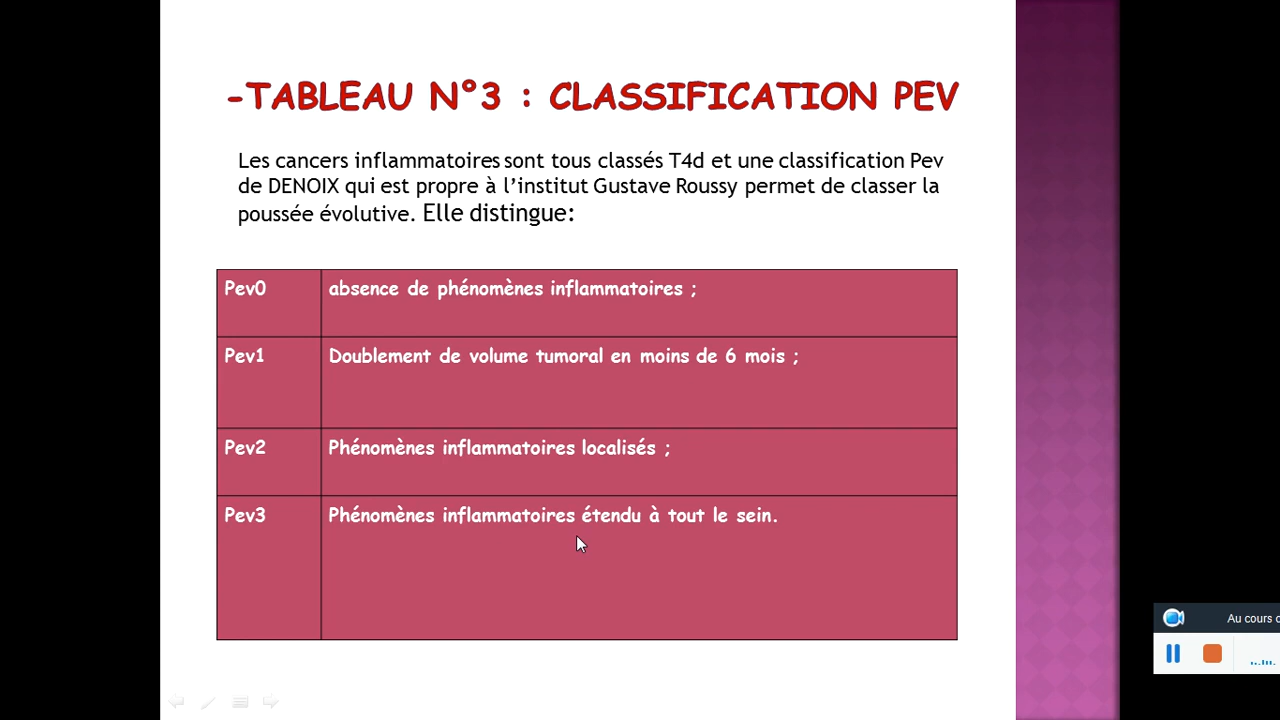 -TABLEAU N°3 : CLASSIFICATION PEV
Les cancers inflammatoires sont tous classés T4d et une classification Pev
de DENOIX qui est propre à l'institut Gustave Roussy permet de classer la
poussée évolutive. Elle distingue:
Pev0 absence de phénomènes inflammatoires ;
Pev1 Doublement de volume tumoral en moins de 6 mois ;
Pev2 Phénomènes inflammatoires localisés ;
Pev3 Phénomènes inflammatoires étendu à tout le sein.
Au cours